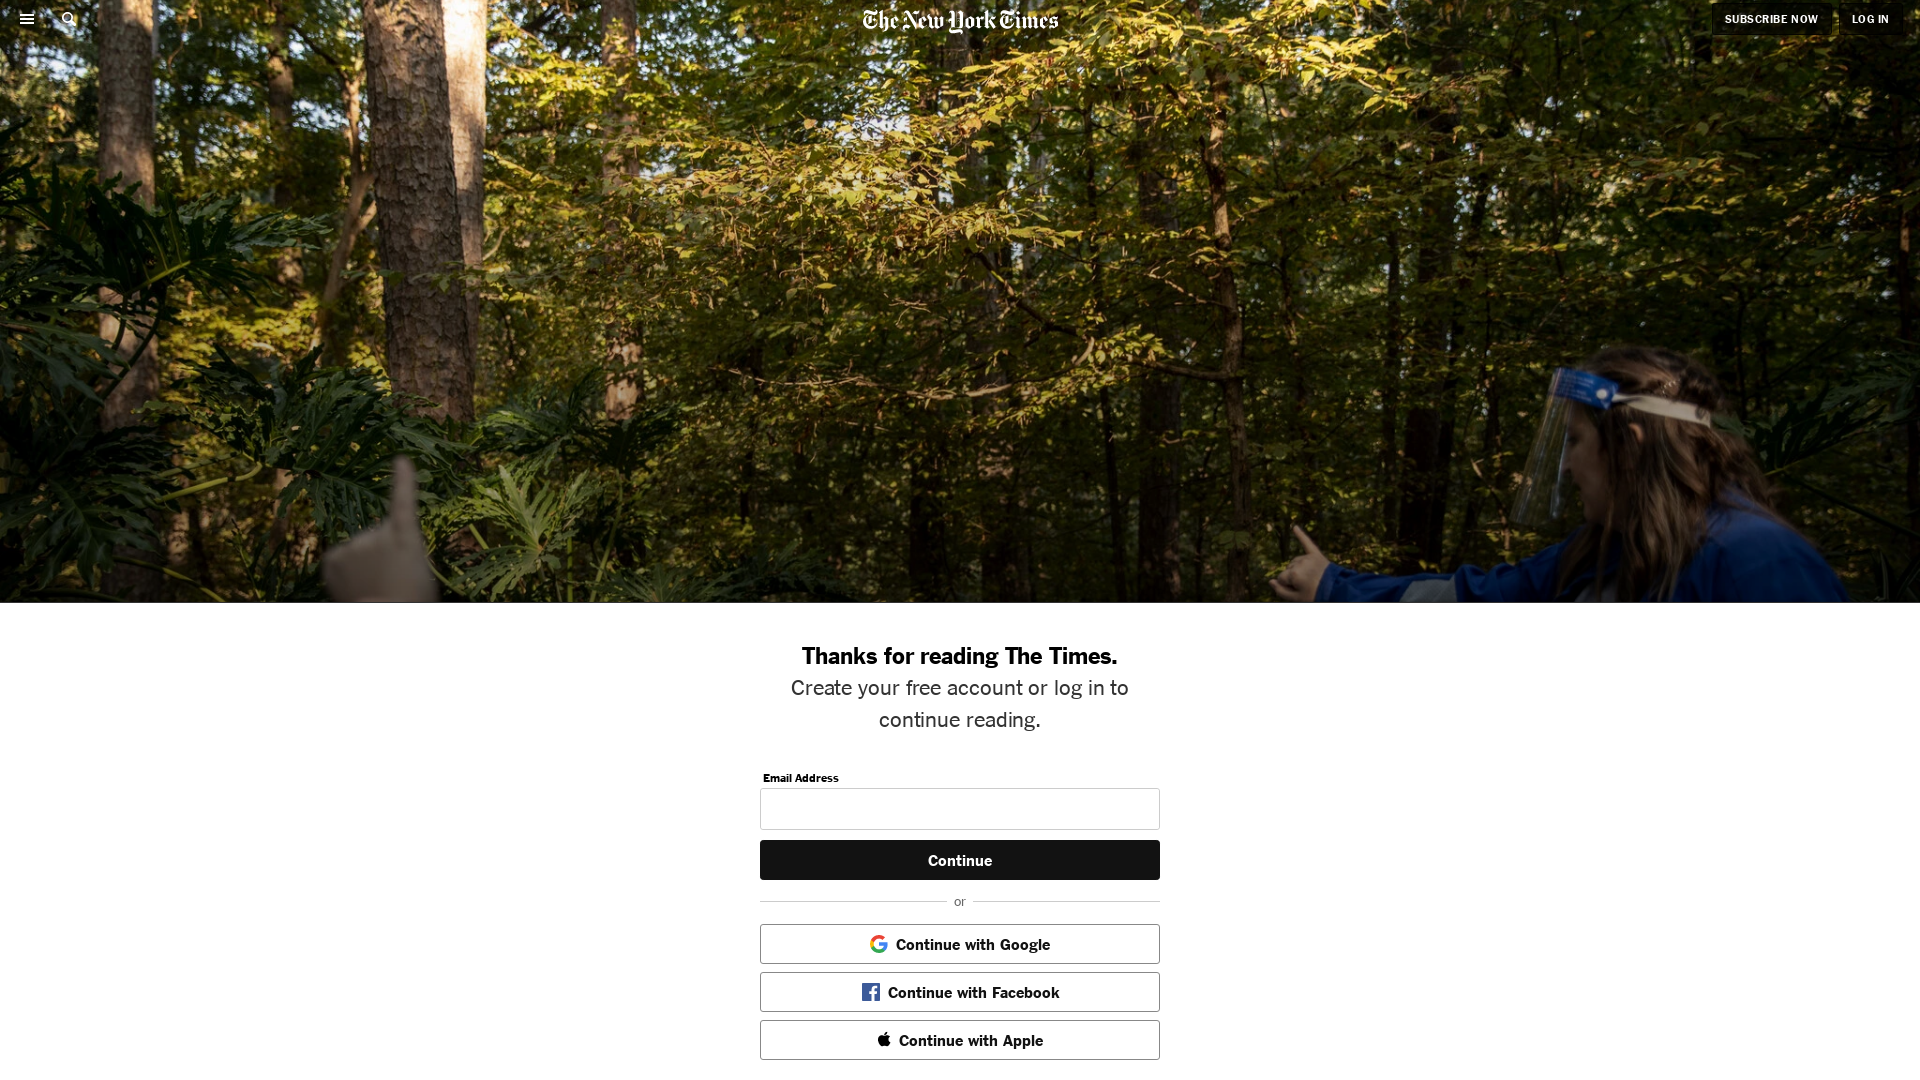 The New York Times
SUBSCRIBE NOW
LOG IN
Thanks for reading The Times.
Create your free account or log in to
continue reading.
Email Address
Continue
or
Continue with Google
Continue with Facebook
Continue with Apple